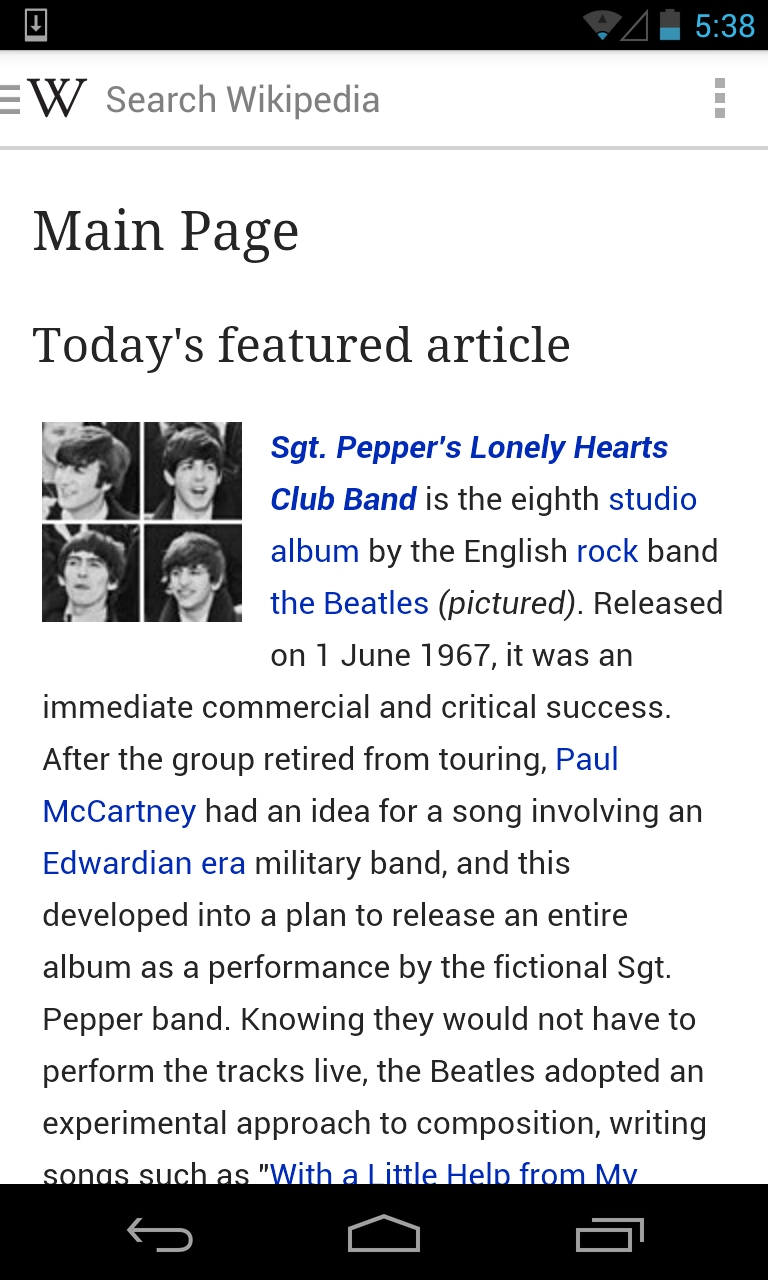 5:38
W Search Wikipedia
Main Page
Today's featured article
Sgt. Pepper's Lonely Hearts
Club Band is the eighth studio
album by the English rock band
the Beatles (pictured). Released
on 1 June 1967, it was an
immediate commercial and critical success.
After the group retired from touring, Paul
McCartney had an idea for a song involving an
Edwardian era military band, and this
developed into a plan to release an entire
album as a performance by the fictional Sgt.
Pepper band. Knowing they would not have to
perform the tracks live, the Beatles adopted an
experimental approach to composition, writing
songs such as "With a Little Help from My